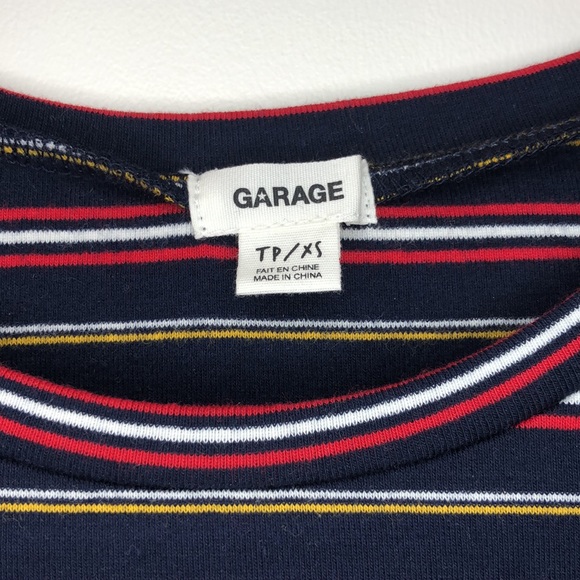 GARAGE
TP/XS
FAIT EN CHINE
MADE IN CHINA